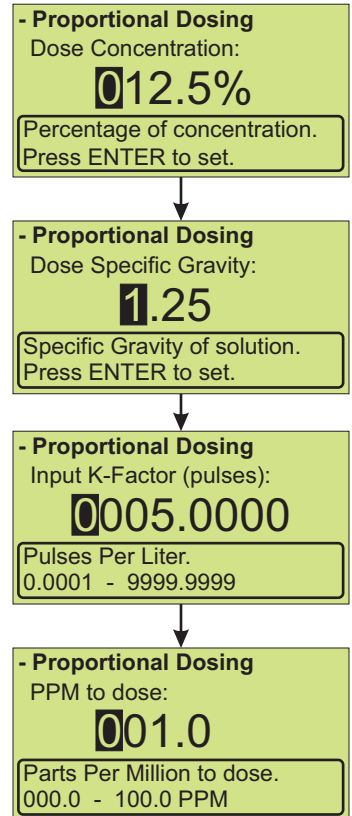 - Proportional Dosing
Dose Concentration:
012.5%
Percentage of concentration.
Press ENTER to set.
- Proportional Dosing
Dose Specific Gravity:
1.25
Specific Gravity of solution.
Press ENTER to set.
- Proportional Dosing
Input K-Factor (pulses):
0005.0000
Pulses Per Liter.
0.0001 - 9999.9999
- Proportional Dosing
PPM to dose:
001.0
Parts Per Million to dose.
000.0 - 100.0 PPM